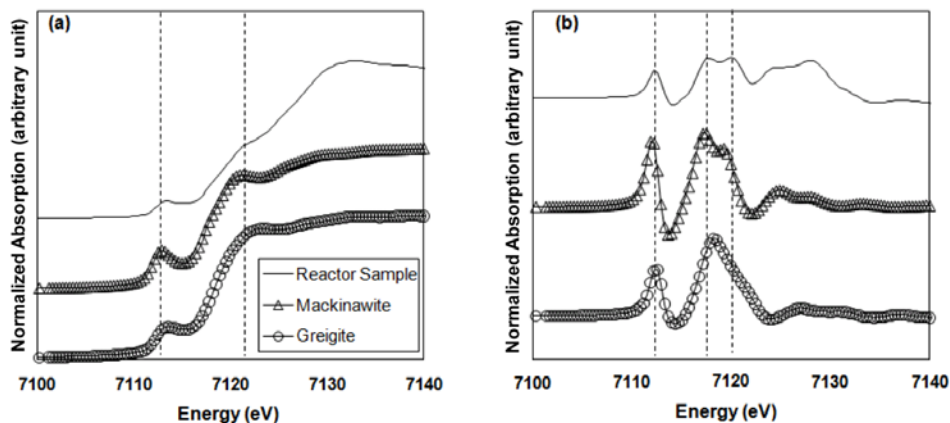 (a)
Normalized Absorption (arbitrary unit)
Reactor Sample
Mackinawite
Greigite
7100 7110 7120 7130 7140
Energy (eV)
(b)
Normalized Absorption (arbitrary unit)
7100 7110 7120 7130 7140
Energy (eV)